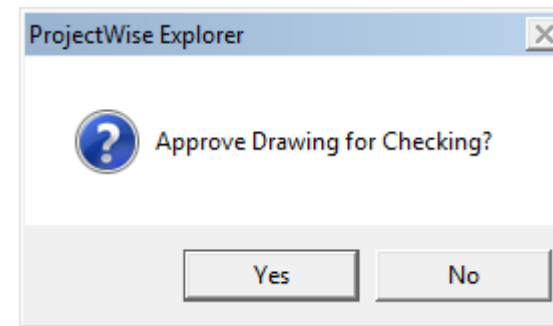 ProjectWise Explorer
Approve Drawing for Checking?
Yes No